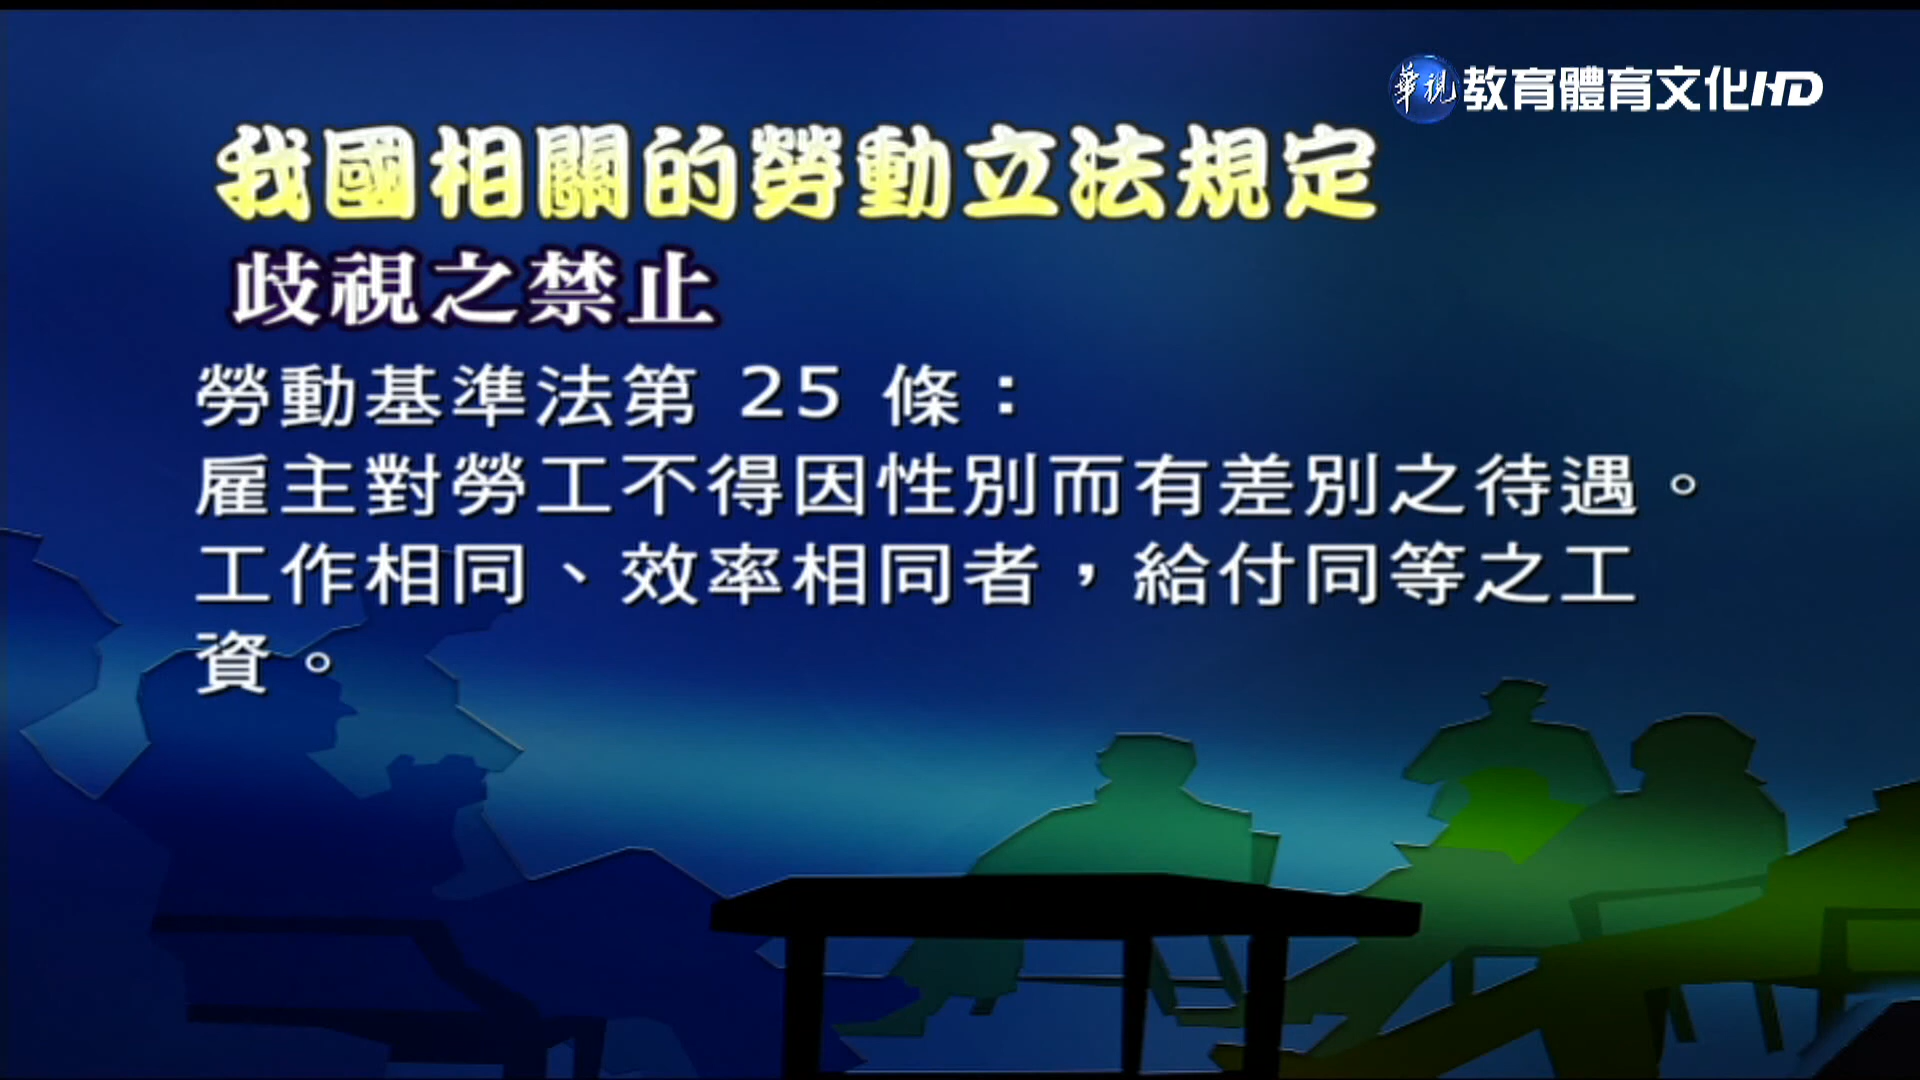 華視 教育體育文化HD
我國相關的勞動立法規定
歧視之禁止
勞動基準法第 25 條：
雇主對勞工不得因性別而有差別之待遇。
工作相同、效率相同者，給付同等之工
資。